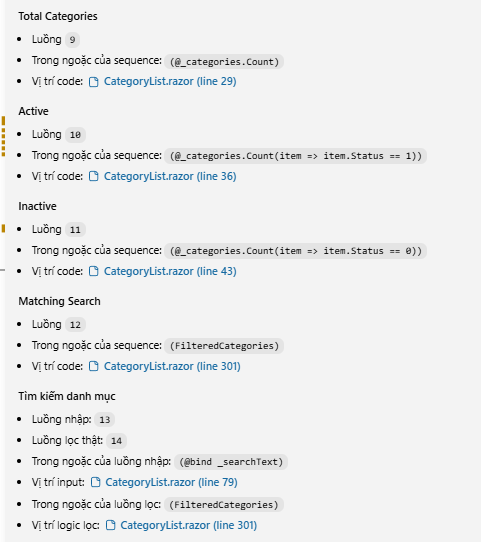 Total Categories
Luồng 9
Trong ngoặc của sequence: (@_categories.Count)
Vị trí code: CategoryList.razor (line 29)
Active
Luồng 10
Trong ngoặc của sequence: (@_categories.Count(item => item.Status == 1))
Vị trí code: CategoryList.razor (line 36)
Inactive
Luồng 11
Trong ngoặc của sequence: (@_categories.Count(item => item.Status == 0))
Vị trí code: CategoryList.razor (line 43)
Matching Search
Luồng 12
Trong ngoặc của sequence: (FilteredCategories)
Vị trí code: CategoryList.razor (line 301)
Tìm kiếm danh mục
Luồng nhập: 13
Luồng lọc thật: 14
Trong ngoặc của luồng nhập: (@bind _searchText)
Vị trí input: CategoryList.razor (line 79)
Trong ngoặc của luồng lọc: (FilteredCategories)
Vị trí logic lọc: CategoryList.razor (line 301)